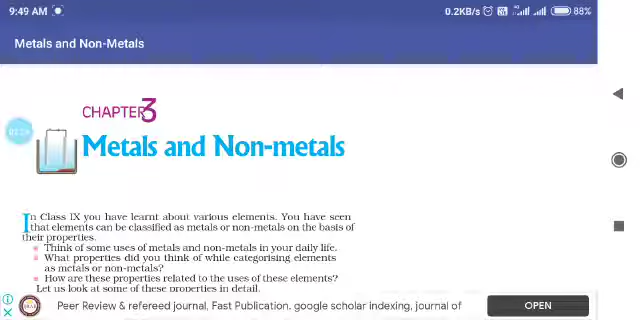 9:49 AM
0.2KB/s 88%
Metals and Non-Metals
CHAPTER 3
Metals and Non-metals
In Class IX you have learnt about various elements. You have seen
that elements can be classified as metals or non-metals on the basis of
their properties.
Think of some uses of metals and non-metals in your daily life.
What properties did you think of while categorising elements
as metals or non-metals?
How are these properties related to the uses of these elements?
Let us look at some of these properties in detail.
Peer Review & refereed journal, Fast Publication. google scholar indexing, journal of
OPEN